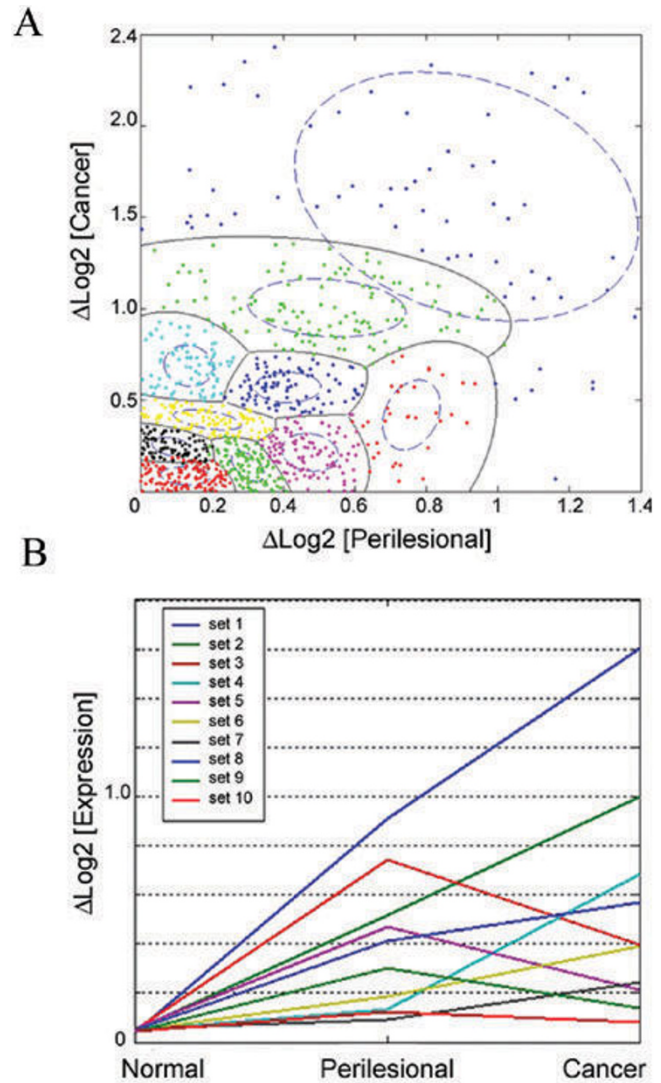 A
ΔLog2 [Cancer]
2.4
2.0
1.5
1.0
0.5
0 0.2 0.4 0.6 0.8 1 1.2 1.4
ΔLog2 [Perilesional]
B
ΔLog2 [Expression]
set 1
set 2
set 3
set 4
set 5
set 6
set 7
set 8
set 9
set 10
1.0
0
Normal Perilesional Cancer